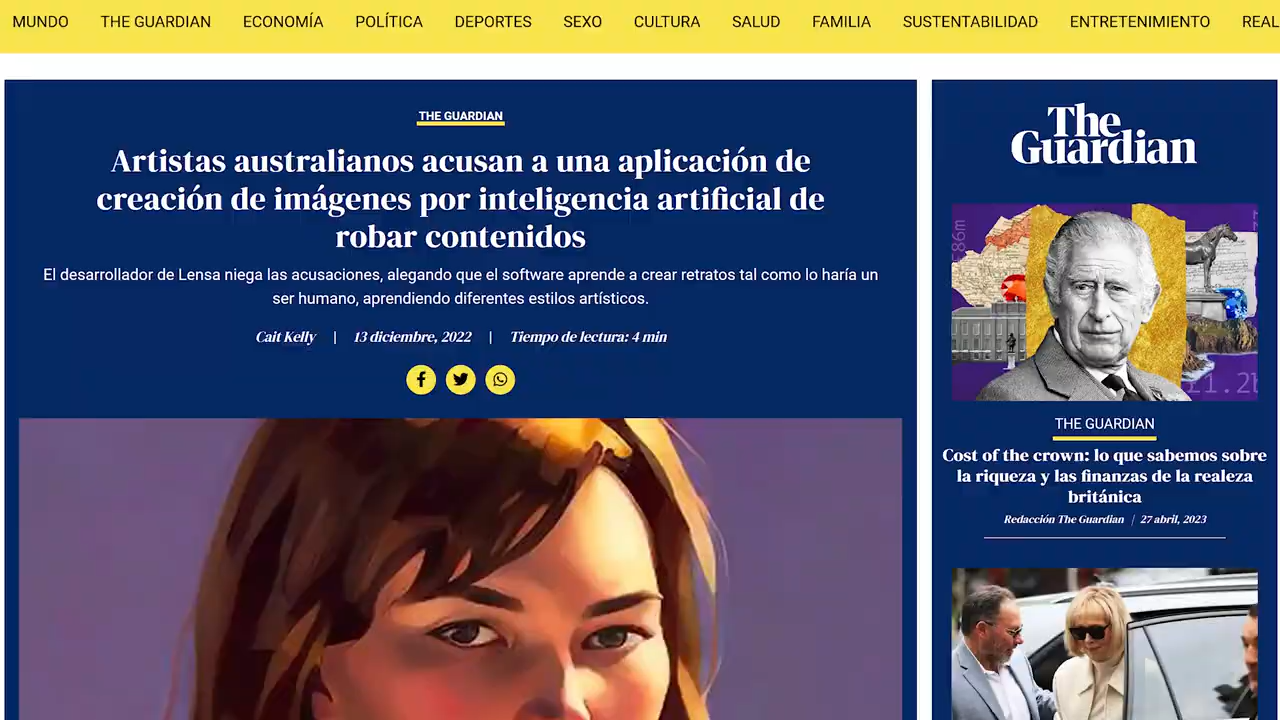 MUNDO THE GUARDIAN ECONOMÍA POLÍTICA DEPORTES SEXO CULTURA SALUD FAMILIA SUSTENTABILIDAD ENTRETENIMIENTO REAL
THE GUARDIAN
Artistas australianos acusan a una aplicación de
creación de imágenes por inteligencia artificial de
robar contenidos
El desarrollador de Lensa niega las acusaciones, alegando que el software aprende a crear retratos tal como lo haría un
ser humano, aprendiendo diferentes estilos artísticos.
Cait Kelly | 13 diciembre, 2022 | Tiempo de lectura: 4 min
The
Guardian
86m
£1.2b
THE GUARDIAN
Cost of the crown: lo que sabemos sobre
la riqueza y las finanzas de la realeza
británica
Redacción The Guardian | 27 abril, 2023